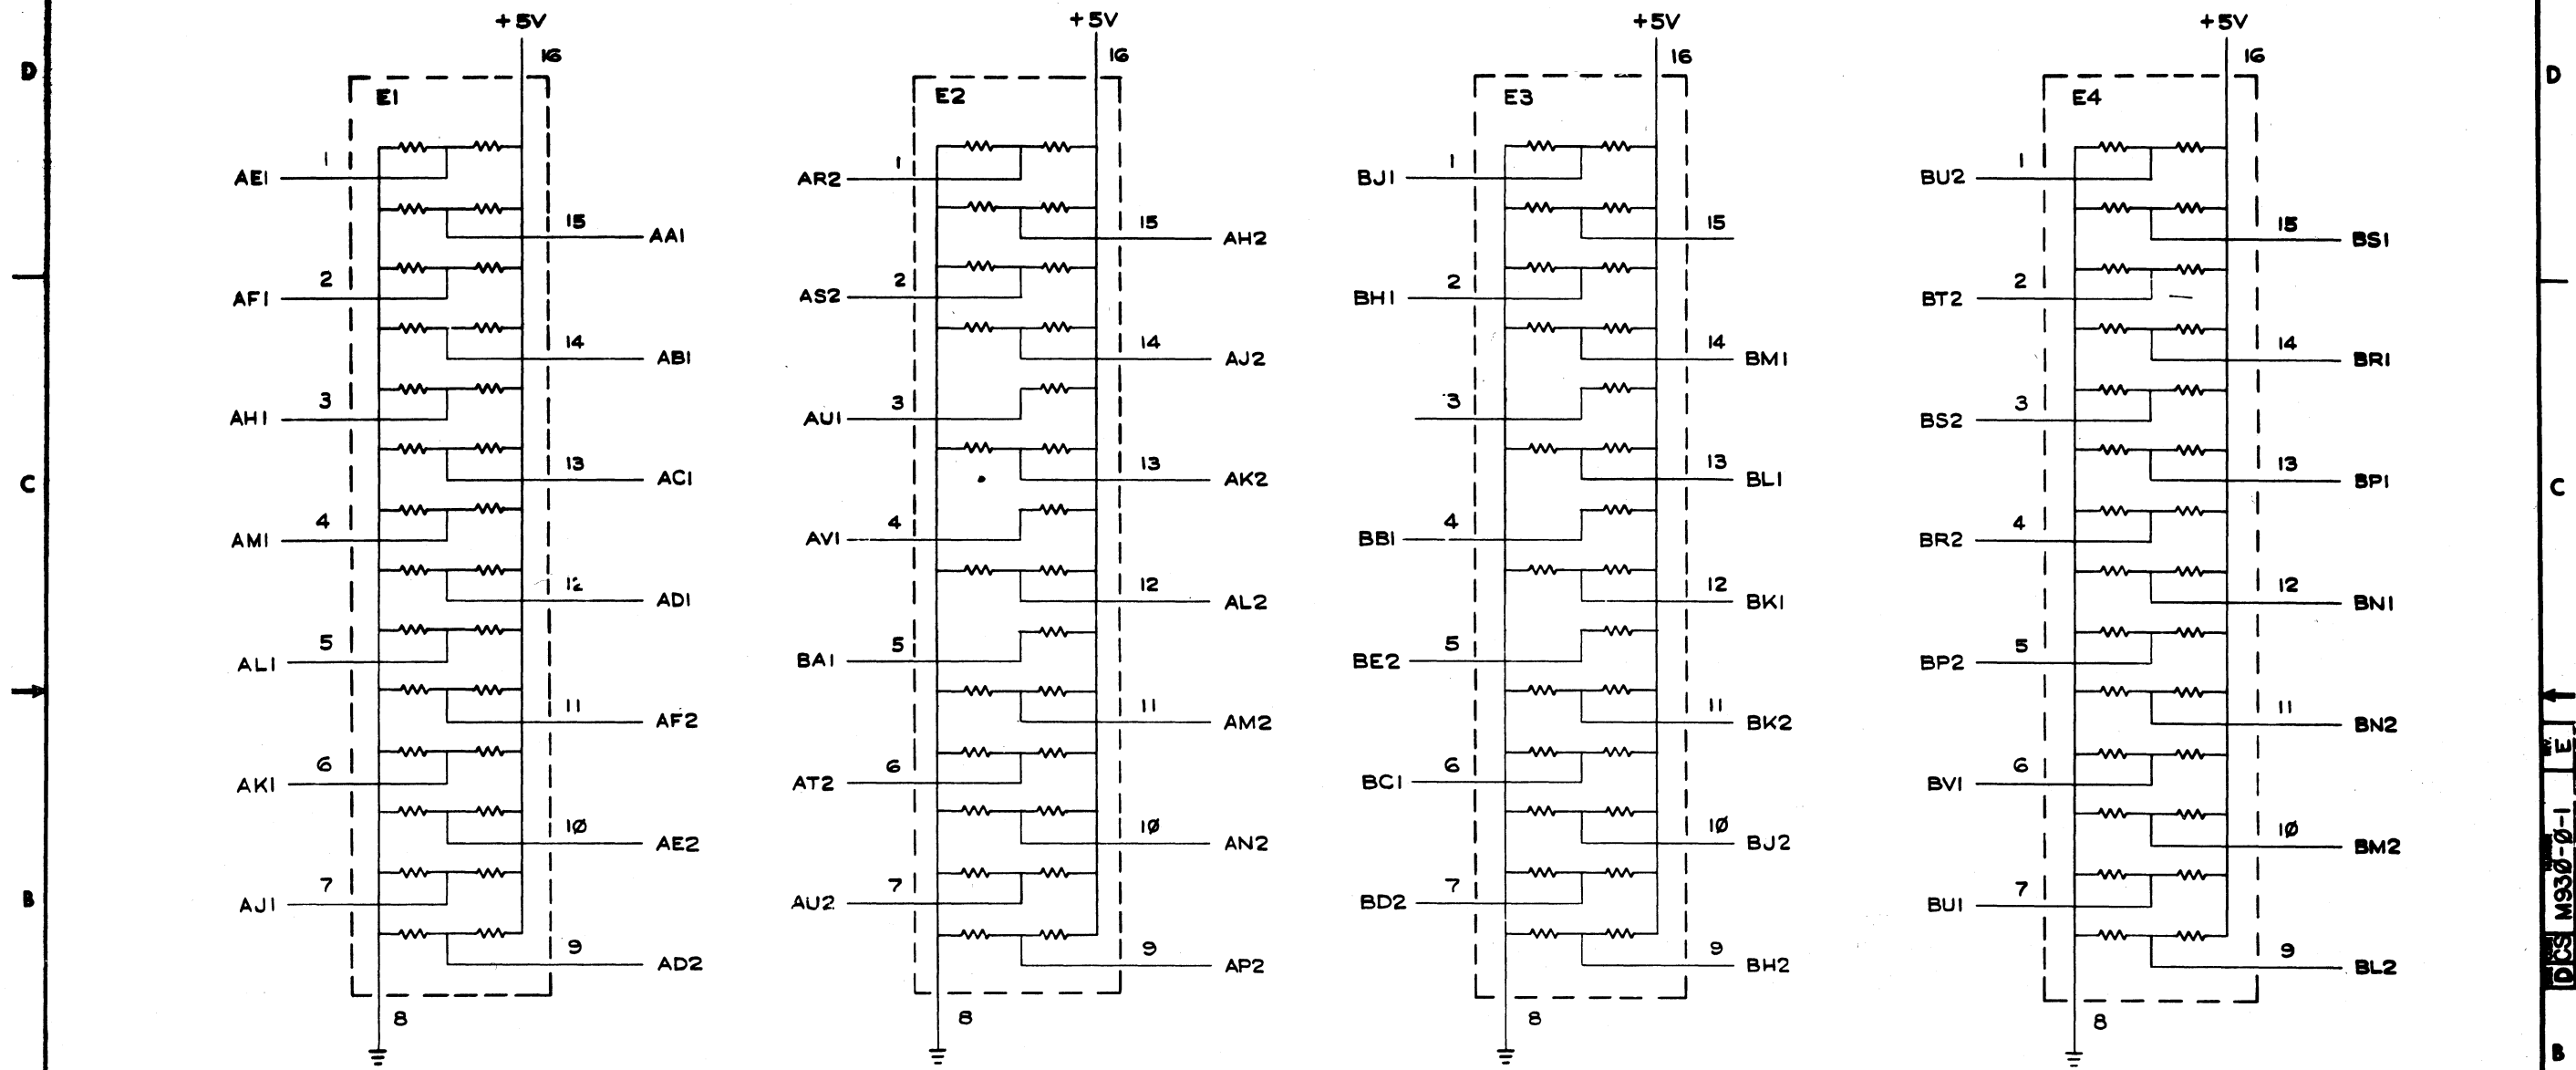 +5V +5V +5V +5V
16 16 16 16
D D
E1 E2 E3 E4
1 1 1 1
AE1 AR2 BJ1 BU2
15 AA1 15 AH2 15 15 BS1
2 2 2 2
AF1 AS2 BH1 BT2
14 AB1 14 AJ2 14 BM1 14 BR1
3 3 3 3
AH1 AU1 BS2
13 AC1 13 AK2 13 BL1 13 BP1
C C
4 4 4 4
AM1 AV1 BB1 BR2
12 AD1 12 AL2 12 BK1 12 BN1
5 5 5 5
AL1 BA1 BE2 BP2
11 AF2 11 AM2 11 BK2 11 BN2
6 6 6 6
AK1 AT2 BC1 BV1
10 AE2 10 AN2 10 BJ2 10 BM2
7 7 7 7
AJ1 AU2 BD2 BU1
B
9 AD2 9 AP2 9 BH2 9 BL2
8 8 8 8
B
D CS M930-0-1 E